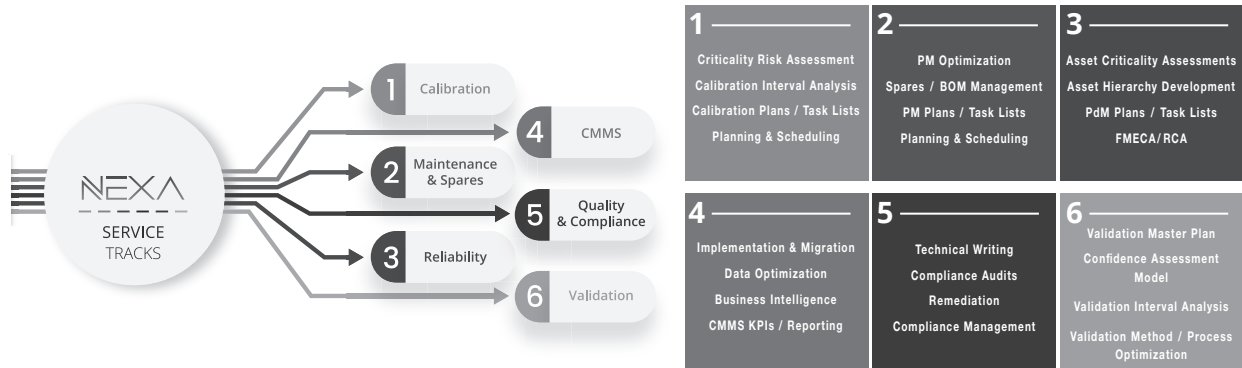 NEXA
SERVICE
TRACKS
1
Calibration
4
CMMS
2
Maintenance
& Spares
5
Quality
& Compliance
3
Reliability
6
Validation
1
Criticality Risk Assessment
Calibration Interval Analysis
Calibration Plans / Task Lists
Planning & Scheduling
2
PM Optimization
Spares / BOM Management
PM Plans / Task Lists
Planning & Scheduling
3
Asset Criticality Assessments
Asset Hierarchy Development
PdM Plans / Task Lists
FMECA/RCA
4
Implementation & Migration
Data Optimization
Business Intelligence
CMMS KPIs / Reporting
5
Technical Writing
Compliance Audits
Remediation
Compliance Management
6
Validation Master Plan
Confidence Assessment
Model
Validation Interval Analysis
Validation Method / Process
Optimization